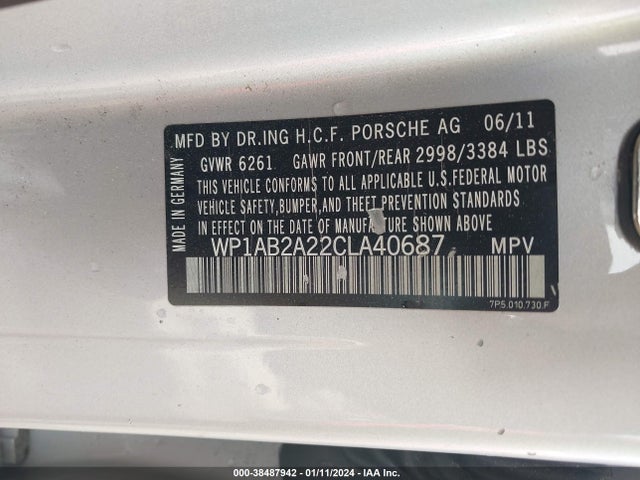 MFD BY DR.ING H.C.F. PORSCHE AG 06/11
GVWR 6261 GAWR FRONT/REAR 2998/3384 LBS
THIS VEHICLE CONFORMS TO ALL APPLICABLE U.S.FEDERAL MOTOR
VEHICLE SAFETY,BUMPER,AND THEFT PREVENTION STANDARDS
IN EFFECT ON THE DATE OF MANUFACTURE SHOWN ABOVE
MADE IN GERMANY
WP1AB2A22CLA40687 MPV
7P5.010.730.F
000-38487942 - 01/11/2024 - IAA Inc.